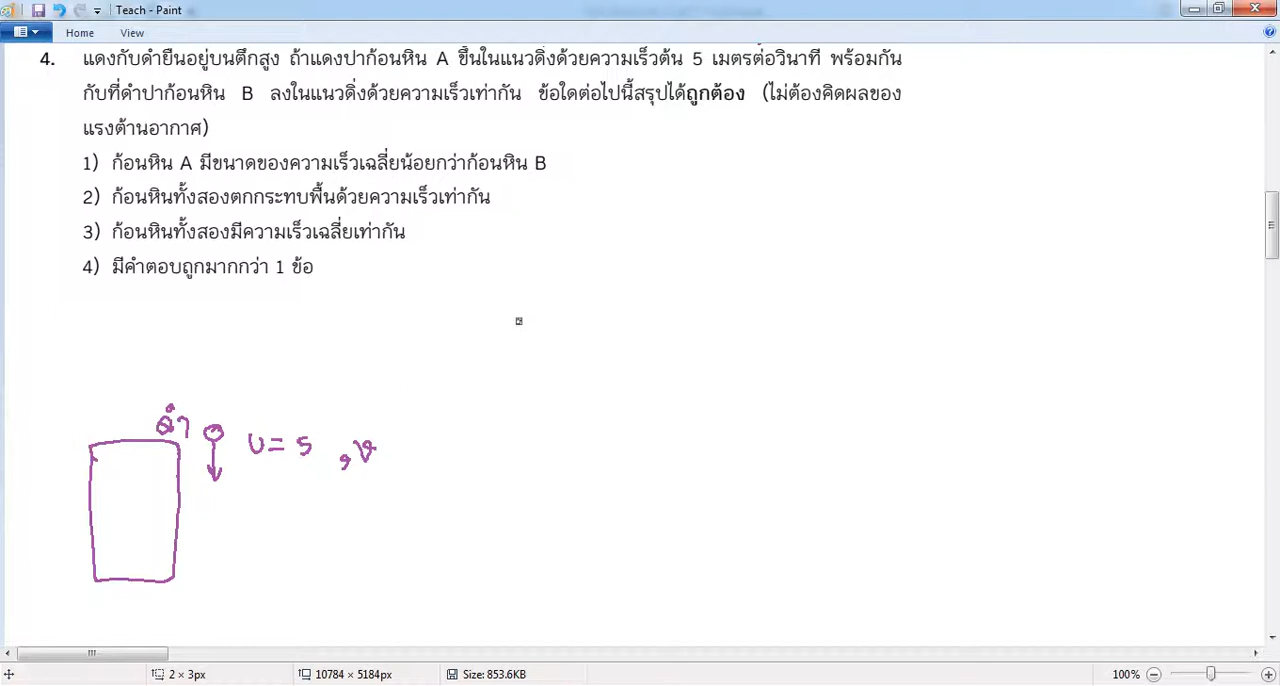 Teach - Paint
Home View
4. แดงกับดำยืนอยู่บนตึกสูง ถ้าแดงปาก้อนหิน A ขึ้นในแนวดิ่งด้วยความเร็วต้น 5 เมตรต่อวินาที พร้อมกัน
กับที่ดำปาก้อนหิน B ลงในแนวดิ่งด้วยความเร็วเท่ากัน ข้อใดต่อไปนี้สรุปได้ถูกต้อง (ไม่ต้องคิดผลของ
แรงต้านอากาศ)
1) ก้อนหิน A มีขนาดของความเร็วเฉลี่ยน้อยกว่าก้อนหิน B
2) ก้อนหินทั้งสองตกกระทบพื้นด้วยความเร็วเท่ากัน
3) ก้อนหินทั้งสองมีความเร็วเฉลี่ยเท่ากัน
4) มีคำตอบถูกมากกว่า 1 ข้อ
ดำ u = 5 , v
2 × 3px 10784 × 5184px Size: 853.6KB 100%